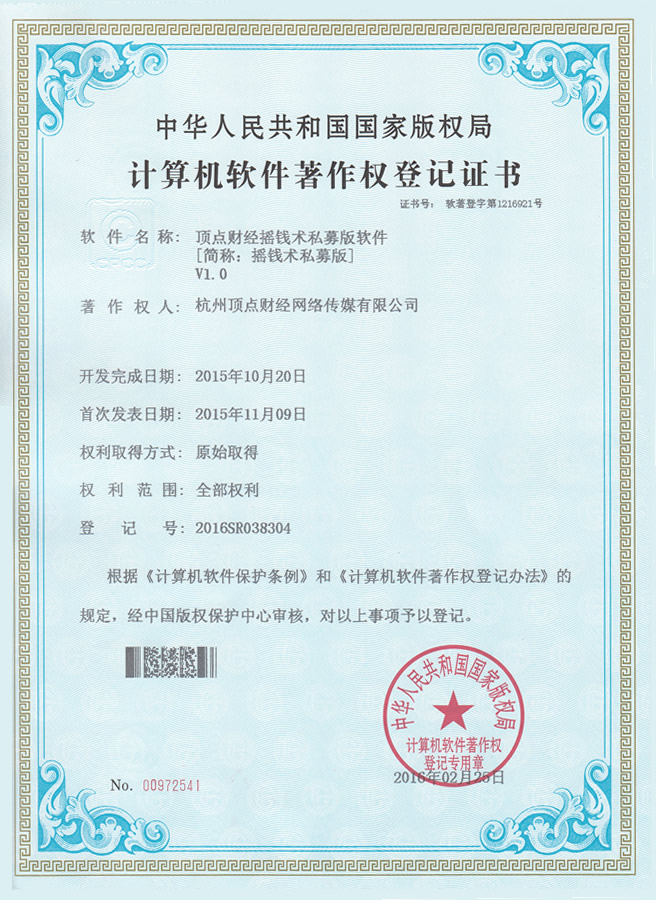 中华人民共和国国家版权局
计算机软件著作权登记证书
证书号： 软著登字第1216921号
软件名称： 顶点财经摇钱术私募版软件
[简称：摇钱术私募版]
V1.0
著作权人： 杭州顶点财经网络传媒有限公司
开发完成日期： 2015年10月20日
首次发表日期： 2015年11月09日
权利取得方式： 原始取得
权利范围： 全部权利
登记号： 2016SR038304
根据《计算机软件保护条例》和《计算机软件著作权登记办法》的
规定，经中国版权保护中心审核，对以上事项予以登记。
中华人民共和国国家版权局
计算机软件著作权
登记专用章
2016年02月25日
No. 00972541